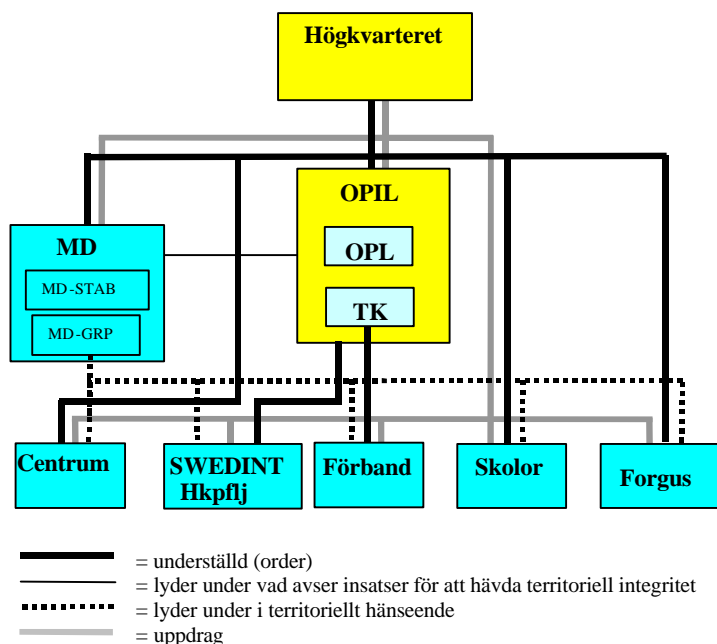 Högkvarteret
OPIL
OPL
TK
MD
MD-STAB
MD-GRP
Centrum
SWEDINT
Hkpflj
Förband
Skolor
Forgus
= underställd (order)
= lyder under vad avser insatser för att hävda territoriell integritet
= lyder under i territoriellt hänseende
= uppdrag